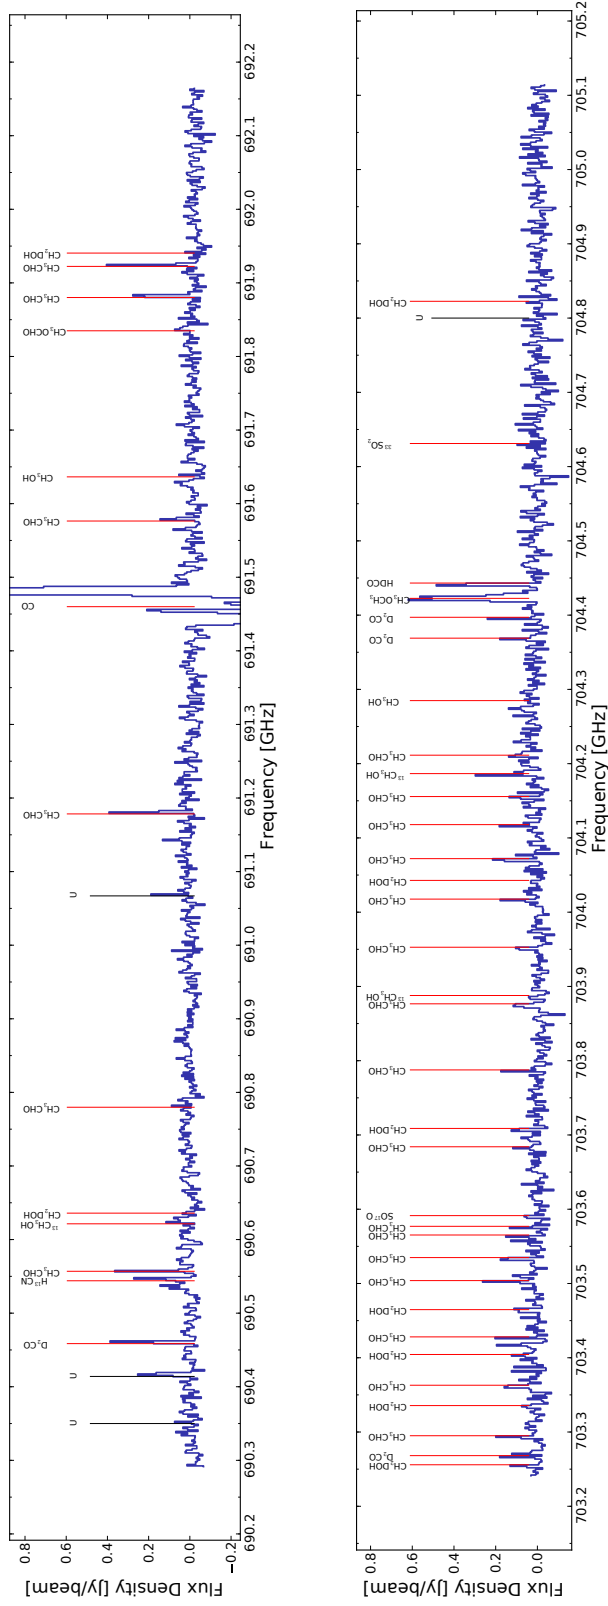 Flux Density [Jy/beam]
0.8
0.6
0.4
0.2
0.0
−0.2
U
U
D₂CO
H¹³CN
CH₃CHO
¹³CH₃OH
CH₂DOH
CH₃CHO
U
CH₃CHO
CO
CH₃CHO
CH₃OH
CH₃OCHO
CH₃CHO
CH₃CHO
CH₂DOH
690.2 690.3 690.4 690.5 690.6 690.7 690.8 690.9 691.0 691.1 691.2 691.3 691.4 691.5 691.6 691.7 691.8 691.9 692.0 692.1 692.2
Frequency [GHz]
Flux Density [Jy/beam]
0.8
0.6
0.4
0.2
0.0
CH₂DOH
D₂CO
CH₃CHO
CH₂DOH
CH₃CHO
CH₂DOH
CH₃CHO
CH₂DOH
CH₃CHO
CH₃CHO
CH₃CHO
CH₃CHO
SO¹⁷O
CH₃CHO
CH₂DOH
CH₃CHO
CH₃CHO
¹³CH₃OH
CH₃CHO
CH₃CHO
CH₂DOH
CH₃CHO
CH₃CHO
CH₃CHO
¹³CH₃OH
CH₃CHO
CH₃OH
D₂CO
D₂CO
CH₃OCH₃
HDCO
³³SO₂
U
CH₂DOH
703.2 703.3 703.4 703.5 703.6 703.7 703.8 703.9 704.0 704.1 704.2 704.3 704.4 704.5 704.6 704.7 704.8 704.9 705.0 705.1 705.2
Frequency [GHz]